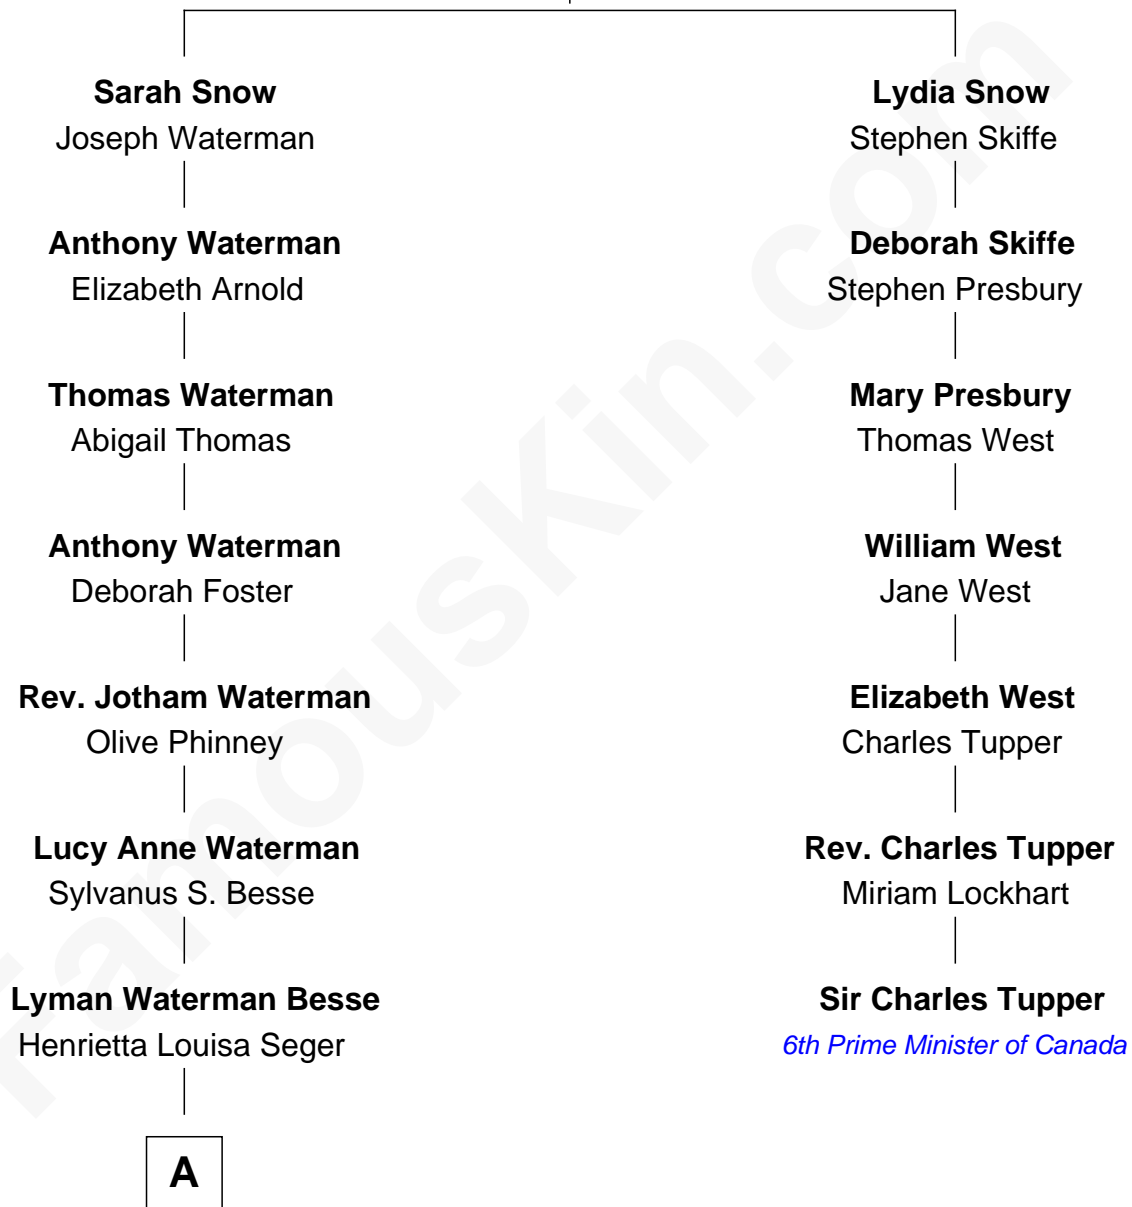 Sarah Snow
Joseph Waterman
Anthony Waterman
Elizabeth Arnold
Thomas Waterman
Abigail Thomas
Anthony Waterman
Deborah Foster
Rev. Jotham Waterman
Olive Phinney
Lucy Anne Waterman
Sylvanus S. Besse
Lyman Waterman Besse
Henrietta Louisa Seger
A
Lydia Snow
Stephen Skiffe
Deborah Skiffe
Stephen Presbury
Mary Presbury
Thomas West
William West
Jane West
Elizabeth West
Charles Tupper
Rev. Charles Tupper
Miriam Lockhart
Sir Charles Tupper
6th Prime Minister of Canada
FamousKin.com